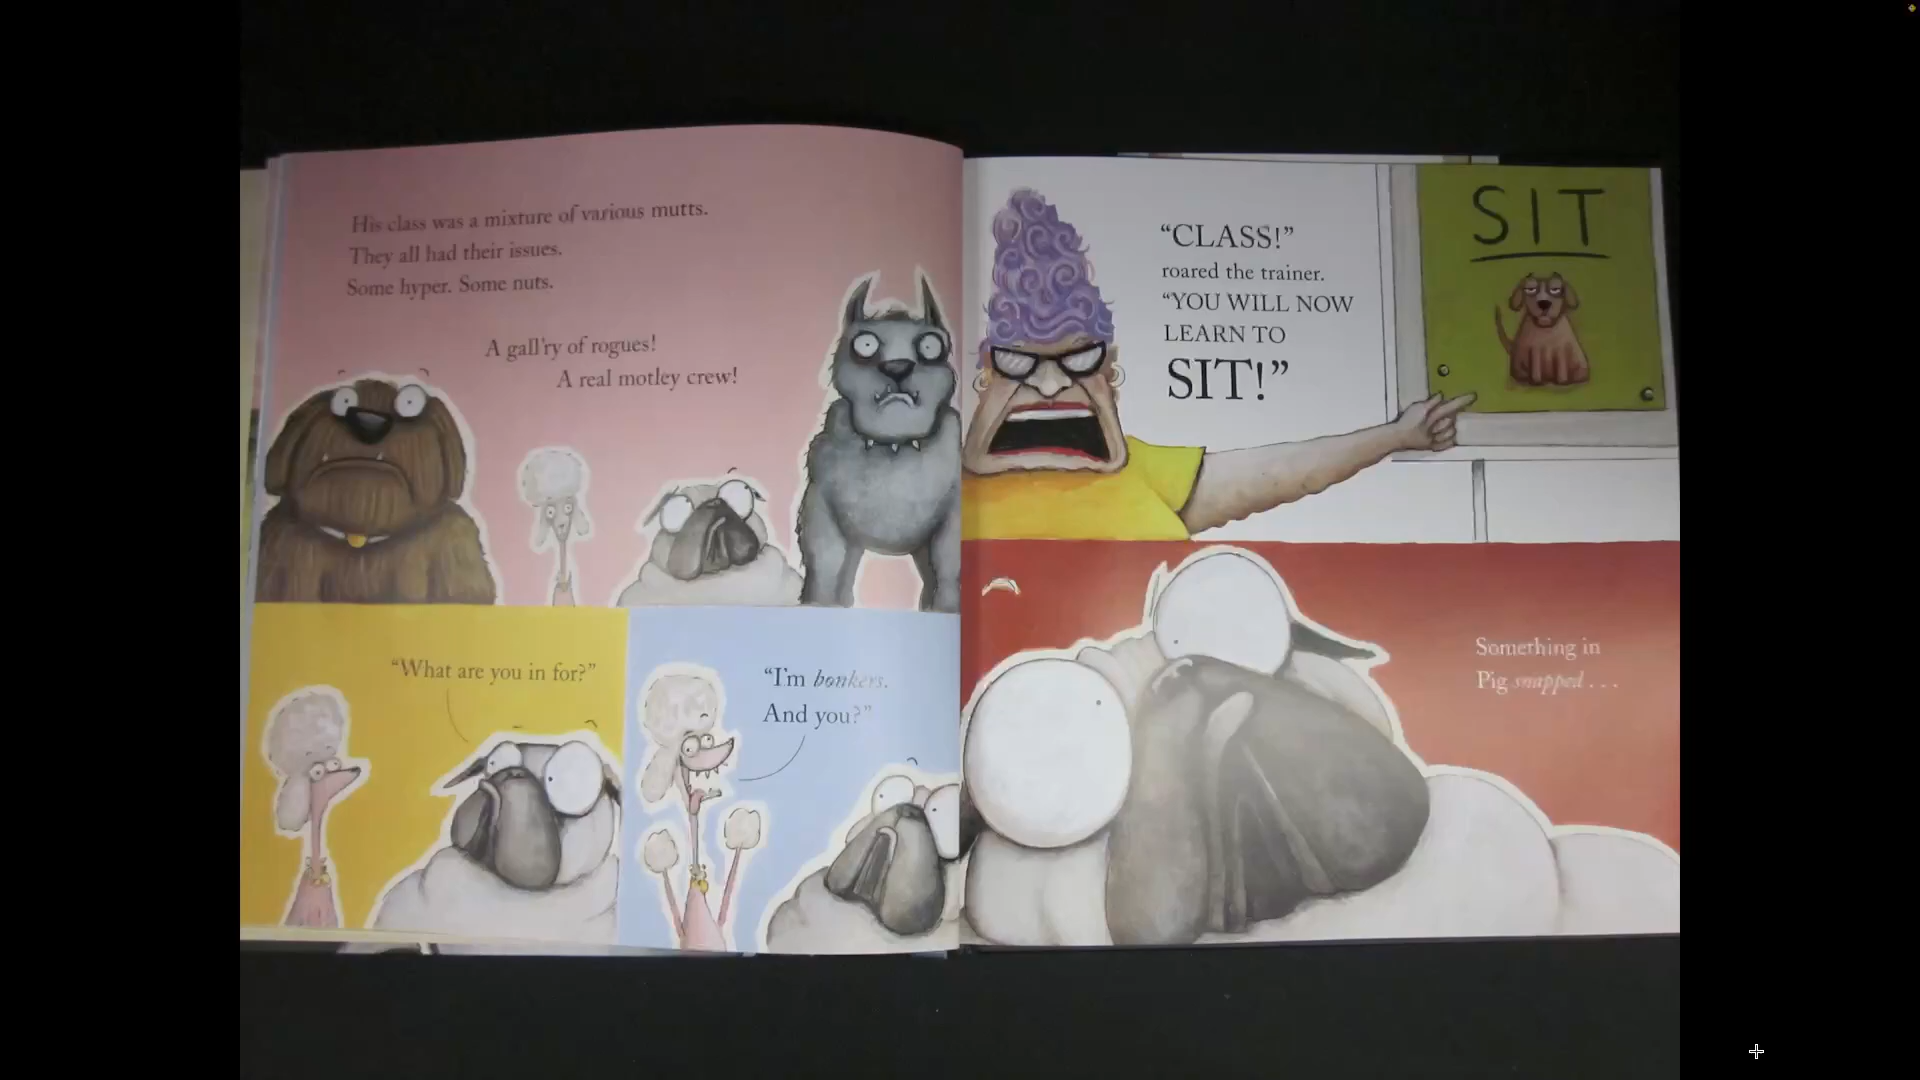 His class was a mixture of various mutts.
They all had their issues.
Some hyper. Some nuts.
A gall'ry of rogues!
A real motley crew!
“What are you in for?”
“I'm bonkers.
And you?”
“CLASS!”
roared the trainer.
“YOU WILL NOW
LEARN TO
SIT!”
SIT
Something in
Pig snapped . . .